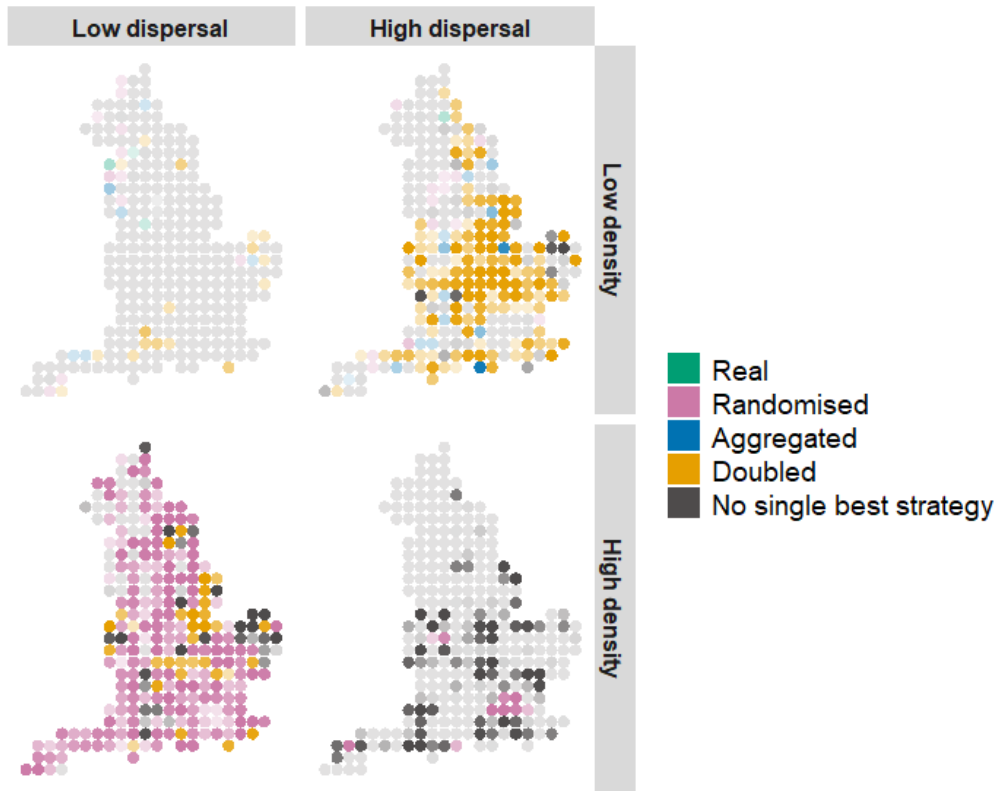 Low dispersal
High dispersal
Low density
High density
Real
Randomised
Aggregated
Doubled
No single best strategy